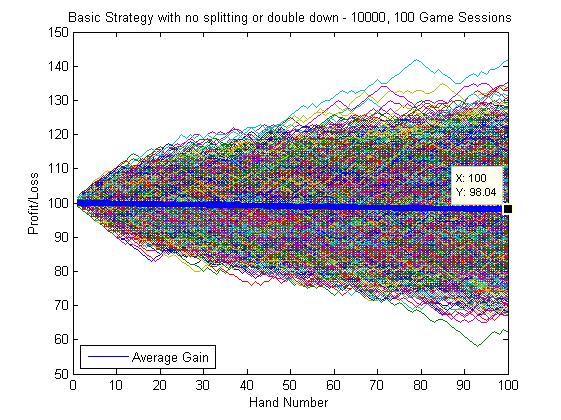 Basic Strategy with no splitting or double down - 10000, 100 Game Sessions
150
140
130
120
110
100
90
80
70
60
50
Profit/Loss
X: 100
Y: 98.04
Average Gain
0 10 20 30 40 50 60 70 80 90 100
Hand Number